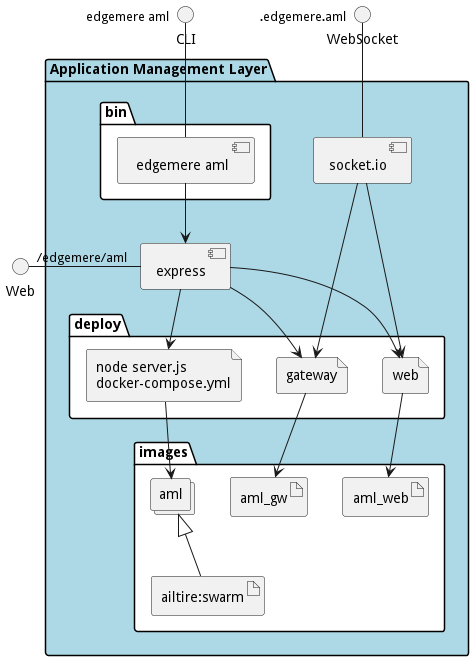 edgemere aml
.edgemere.aml
CLI
WebSocket
Application Management Layer
bin
edgemere aml
socket.io
/edgemere/aml
express
Web
deploy
node server.js
docker-compose.yml
gateway
web
images
aml
aml_gw
aml_web
ailtire:swarm